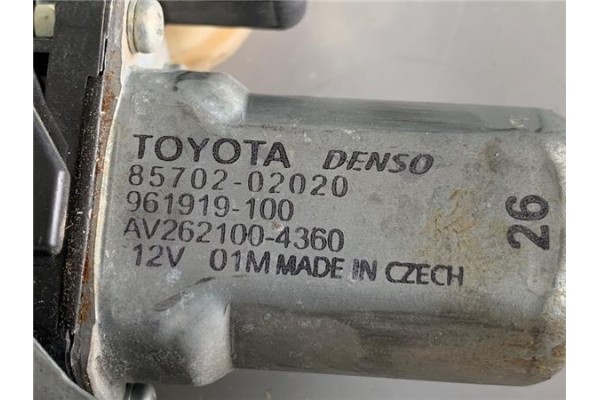 TOYOTA DENSO
85702-02020
961919-100
AV262100-4360
12V 01M MADE IN CZECH
26